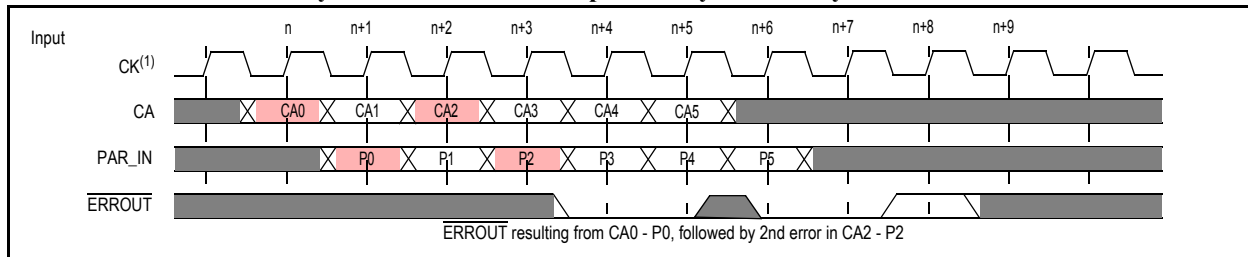 n n+1 n+2 n+3 n+4 n+5 n+6 n+7 n+8 n+9
Input
CK(1)
CA CA0 CA1 CA2 CA3 CA4 CA5
PAR_IN P0 P1 P2 P3 P4 P5
ERROUT
ERROUT resulting from CA0 - P0, followed by 2nd error in CA2 - P2